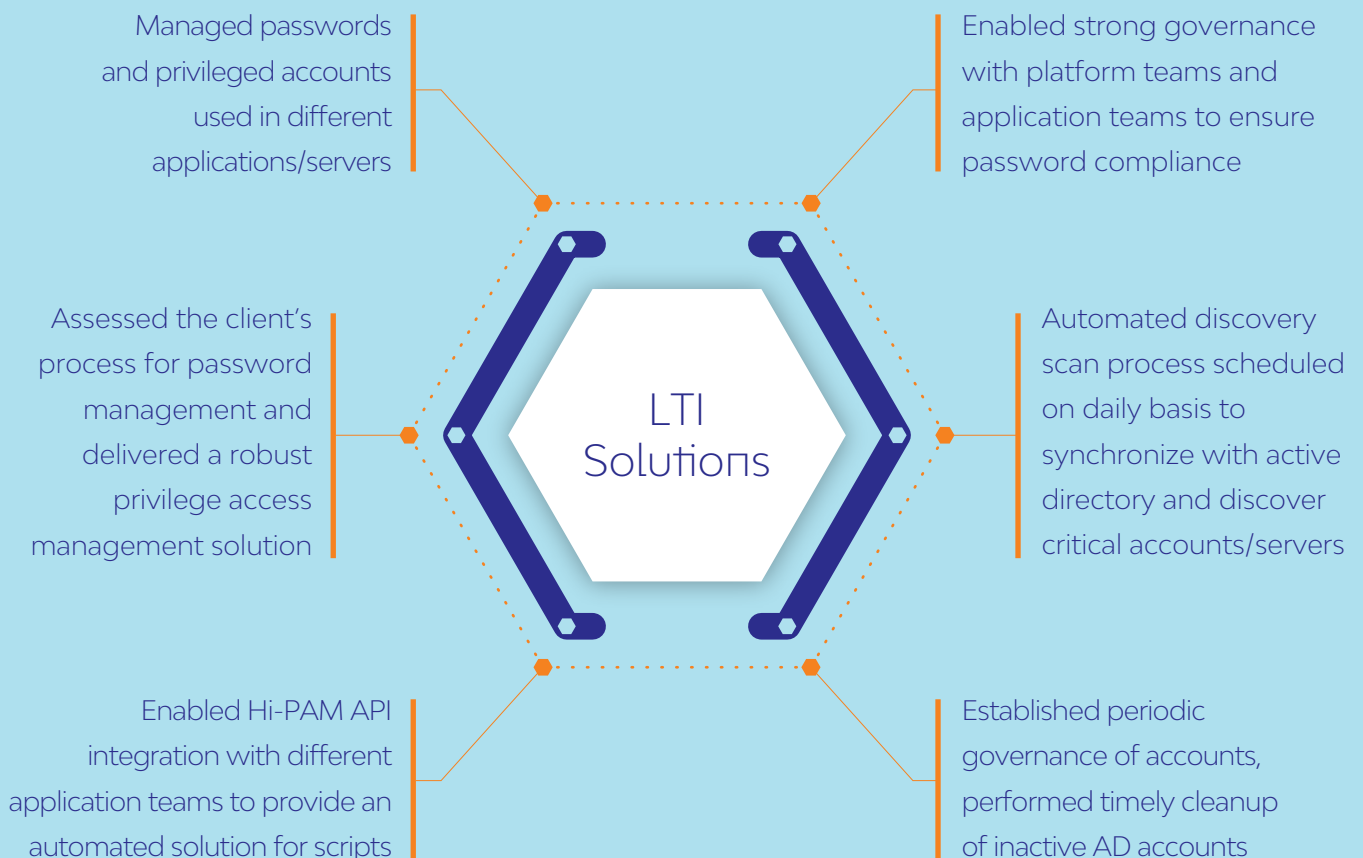 Managed passwords
and privileged accounts
used in different
applications/servers
Enabled strong governance
with platform teams and
application teams to ensure
password compliance
Assessed the client's
process for password
management and
delivered a robust
privilege access
management solution
LTI
Solutions
Automated discovery
scan process scheduled
on daily basis to
synchronize with active
directory and discover
critical accounts/servers
Enabled Hi-PAM API
integration with different
application teams to provide an
automated solution for scripts
Established periodic
governance of accounts,
performed timely cleanup
of inactive AD accounts